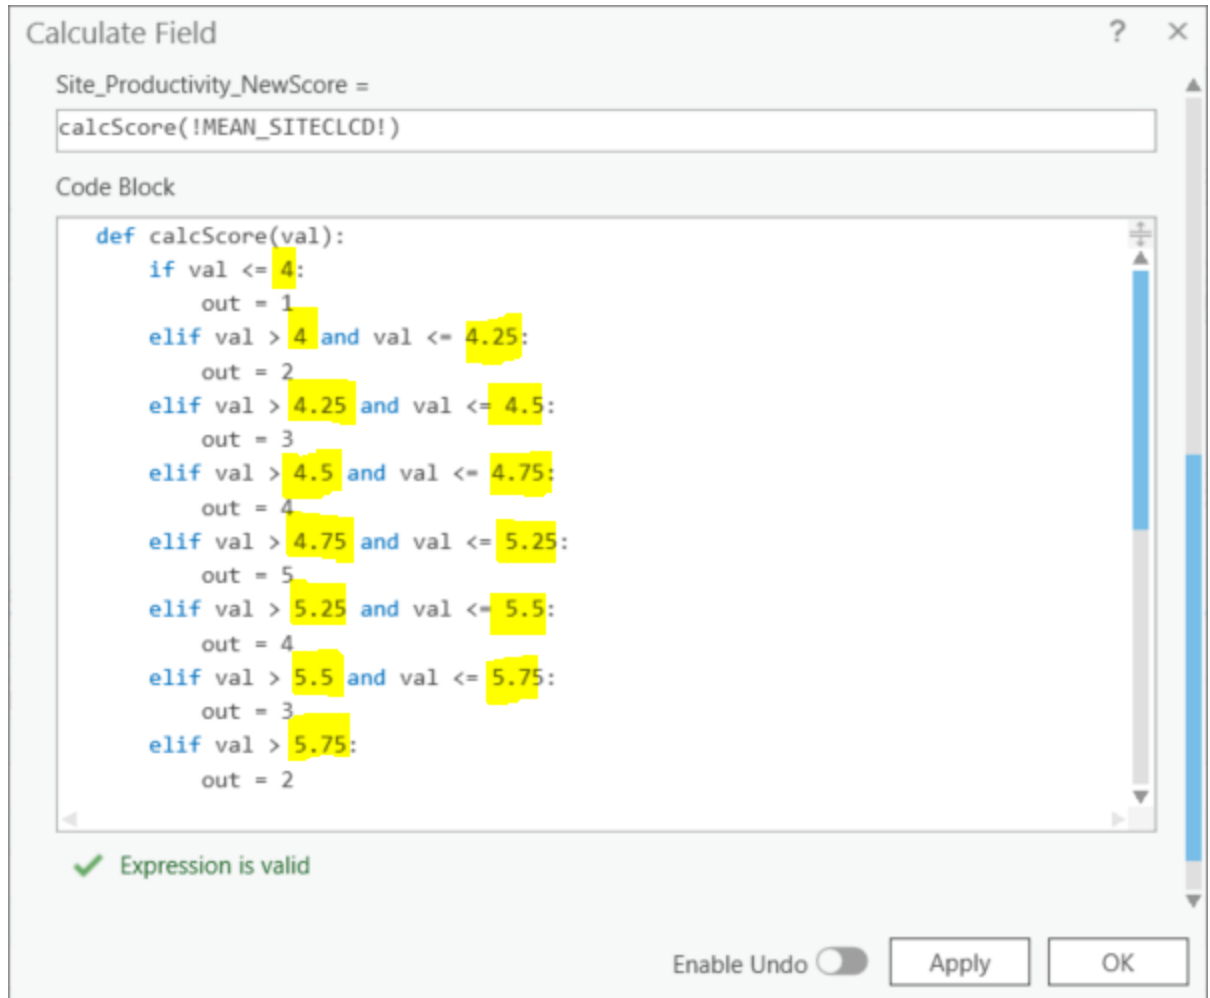 Calculate Field ? ×
Site_Productivity_NewScore =
calcScore(!MEAN_SITECLCD!)
Code Block
def calcScore(val):
if val <= 4:
out = 1
elif val > 4 and val <= 4.25:
out = 2
elif val > 4.25 and val <= 4.5:
out = 3
elif val > 4.5 and val <= 4.75:
out = 4
elif val > 4.75 and val <= 5.25:
out = 5
elif val > 5.25 and val <= 5.5:
out = 4
elif val > 5.5 and val <= 5.75:
out = 3
elif val > 5.75:
out = 2
Expression is valid
Enable Undo Apply OK